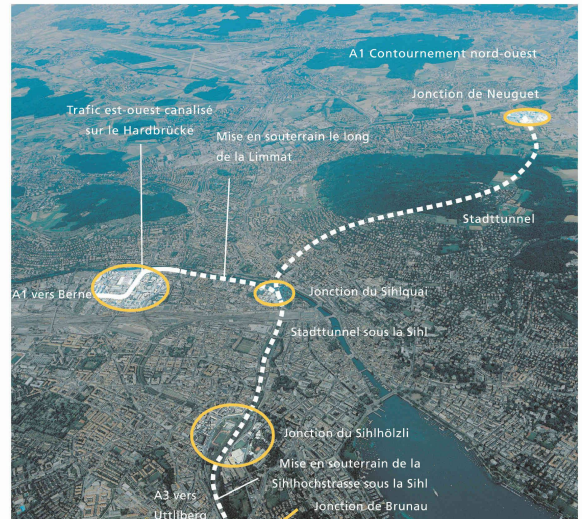 A1 Contournement nord-ouest
Jonction de Neuguet
Trafic est-ouest canalisé
sur le Hardbrücke
Mise en souterrain le long
de la Limmat
Stadttunnel
A1 vers Berne
Jonction du Sihlquai
Stadttunnel sous la Sihl
Jonction du Sihlhölzli
Mise en souterrain de la
Sihlhochstrasse sous la Sihl
A3 vers
Uttliberg
Jonction de Brunau